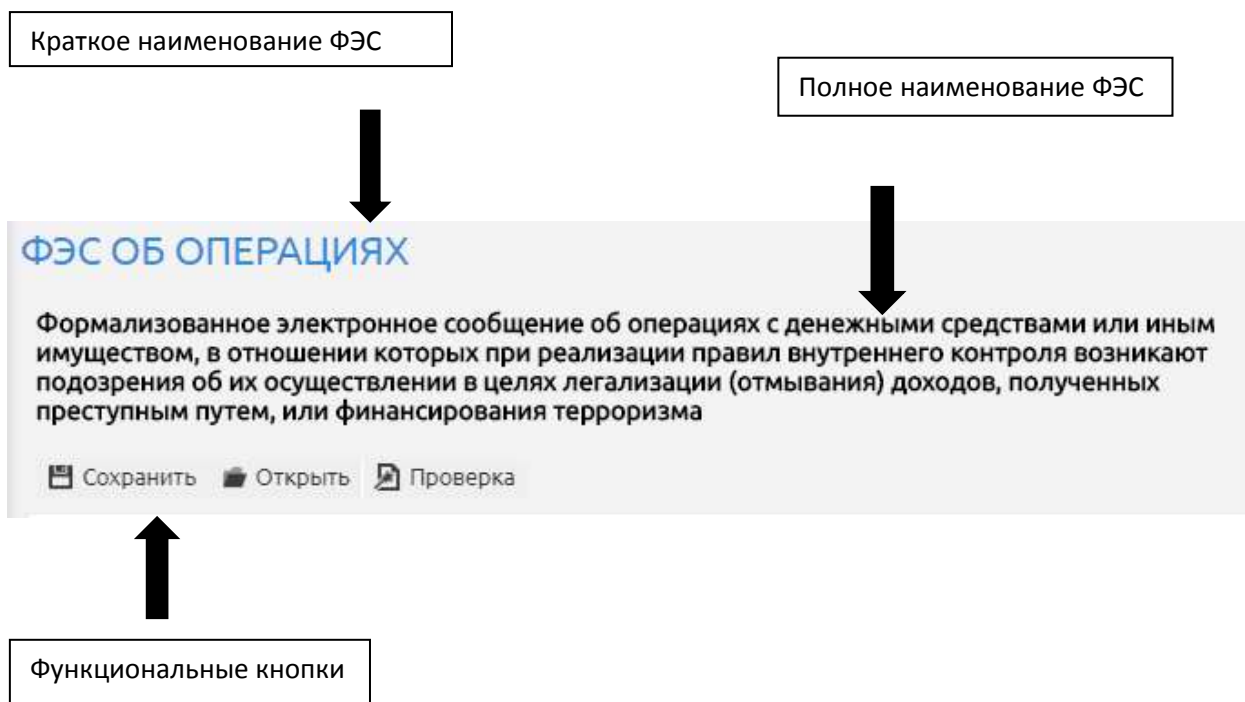 Краткое наименование ФЭС
Полное наименование ФЭС
ФЭС ОБ ОПЕРАЦИЯХ
Формализованное электронное сообщение об операциях с денежными средствами или иным
имуществом, в отношении которых при реализации правил внутреннего контроля возникают
подозрения об их осуществлении в целях легализации (отмывания) доходов, полученных
преступным путем, или финансирования терроризма
Сохранить Открыть Проверка
Функциональные кнопки